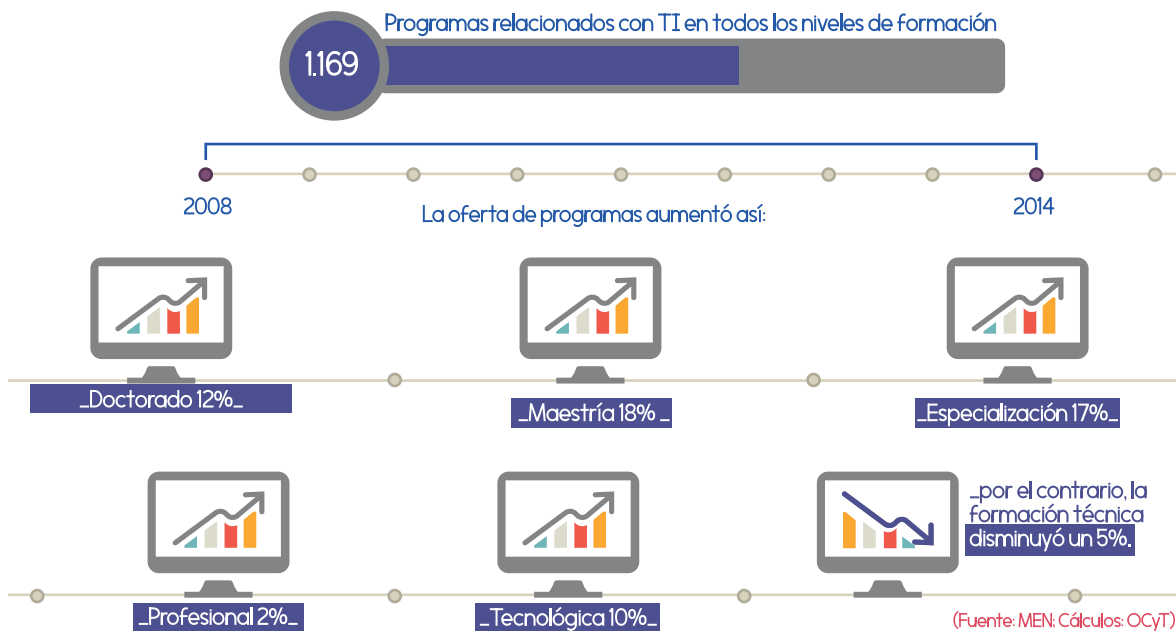 Programas relacionados con TI en todos los niveles de formación
1.169
2008
2014
La oferta de programas aumentó así:
_Doctorado 12%_
_Maestría 18% _
_Especialización 17%_
_por el contrario, la
formación técnica
disminuyó un 5%.
_Profesional 2%_
_Tecnológica 10%_
(Fuente: MEN; Cálculos: OCyT)